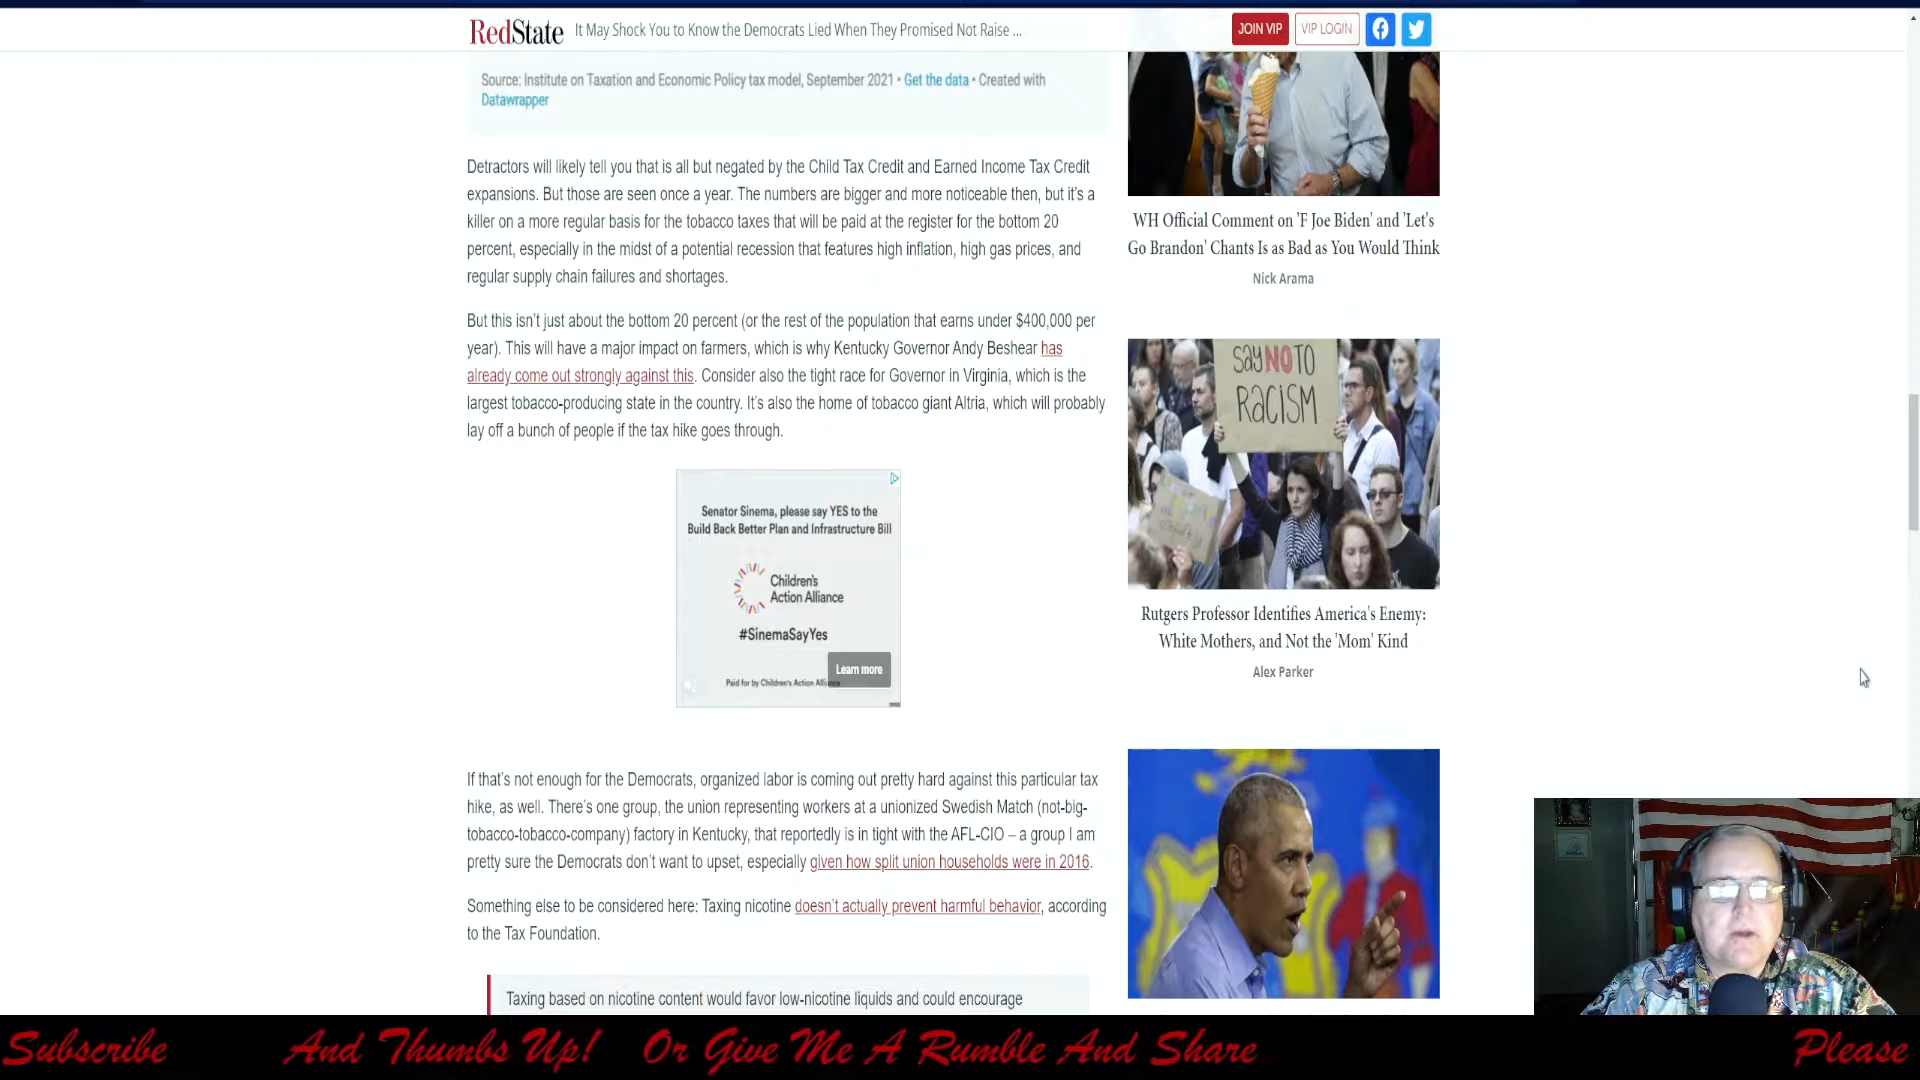 RedState It May Shock You to Know the Democrats Lied When They Promised Not Raise ...
JOIN VIP
VIP LOGIN
Source: Institute on Taxation and Economic Policy tax model, September 2021 • Get the data • Created with
Datawrapper
Detractors will likely tell you that is all but negated by the Child Tax Credit and Earned Income Tax Credit
expansions. But those are seen once a year. The numbers are bigger and more noticeable then, but it's a
killer on a more regular basis for the tobacco taxes that will be paid at the register for the bottom 20
percent, especially in the midst of a potential recession that features high inflation, high gas prices, and
regular supply chain failures and shortages.
But this isn't just about the bottom 20 percent (or the rest of the population that earns under $400,000 per
year). This will have a major impact on farmers, which is why Kentucky Governor Andy Beshear has
already come out strongly against this. Consider also the tight race for Governor in Virginia, which is the
largest tobacco-producing state in the country. It's also the home of tobacco giant Altria, which will probably
lay off a bunch of people if the tax hike goes through.
Senator Sinema, please say YES to the
Build Back Better Plan and Infrastructure Bill
Children's
Action Alliance
#SinemaSayYes
Learn more
Paid for by Children's Action
If that's not enough for the Democrats, organized labor is coming out pretty hard against this particular tax
hike, as well. There's one group, the union representing workers at a unionized Swedish Match (not-big-
tobacco-tobacco-company) factory in Kentucky, that reportedly is in tight with the AFL-CIO – a group I am
pretty sure the Democrats don't want to upset, especially given how split union households were in 2016.
Something else to be considered here: Taxing nicotine doesn't actually prevent harmful behavior, according
to the Tax Foundation.
Taxing based on nicotine content would favor low-nicotine liquids and could encourage
WH Official Comment on 'F Joe Biden' and 'Let's
Go Brandon' Chants Is as Bad as You Would Think
Nick Arama
SAY NO TO
RACISM
Rutgers Professor Identifies America's Enemy:
White Mothers, and Not the 'Mom' Kind
Alex Parker
Subscribe And Thumbs Up! Or Give Me A Rumble And Share Please